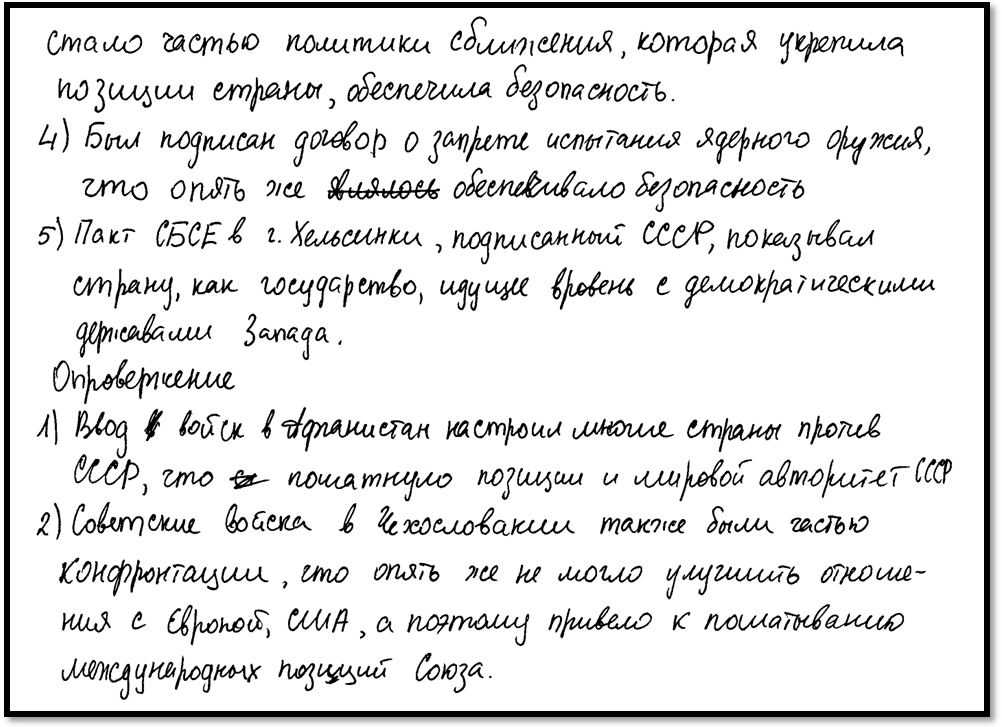 стало частью политики сближения, которая укрепила
позиции страны, обеспечила безопасность.
4) Был подписан договор о запрете испытания ядерного оружия,
что опять же являлось обеспечивало безопасность
5) Пакт СБСЕ в г. Хельсинки, подписанный СССР, показывал
страну, как государство, идущее вровень с демократическими
державами Запада.
Опровержение
1) Ввод войск в Афганистан настроил многие страны против
СССР, что пошатнуло позиции и мировой авторитет СССР
2) Советские войска в Чехословакии также были частью
конфронтации, что опять же не могло улучшить отноше-
ния с Европой, США, а поэтому привело к пошатыванию
международных позиций Союза.